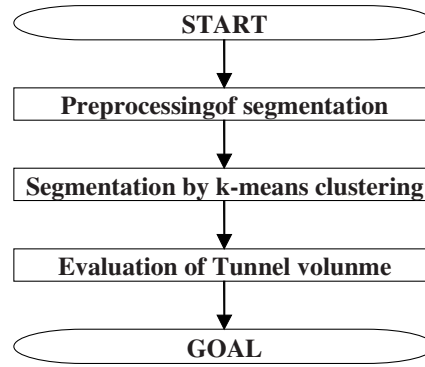 START
Preprocessingof segmentation
Segmentation by k-means clustering
Evaluation of Tunnel volunme
GOAL